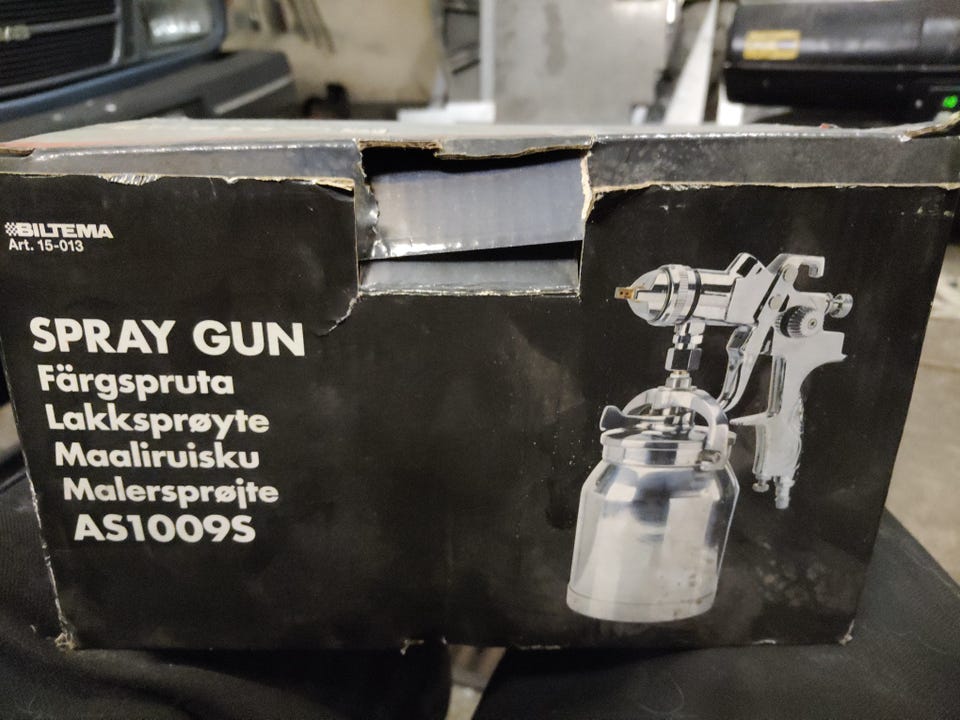 BILTEMA
Art. 15-013
SPRAY GUN
Färgspruta
Lakksprøyte
Maaliruisku
Malersprøjte
AS1009S